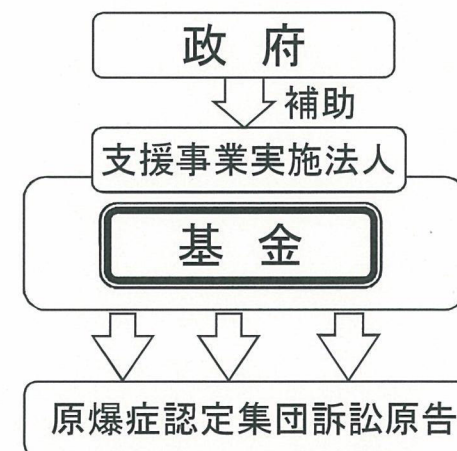 政府
補助
支援事業実施法人
基金
原爆症認定集団訴訟原告